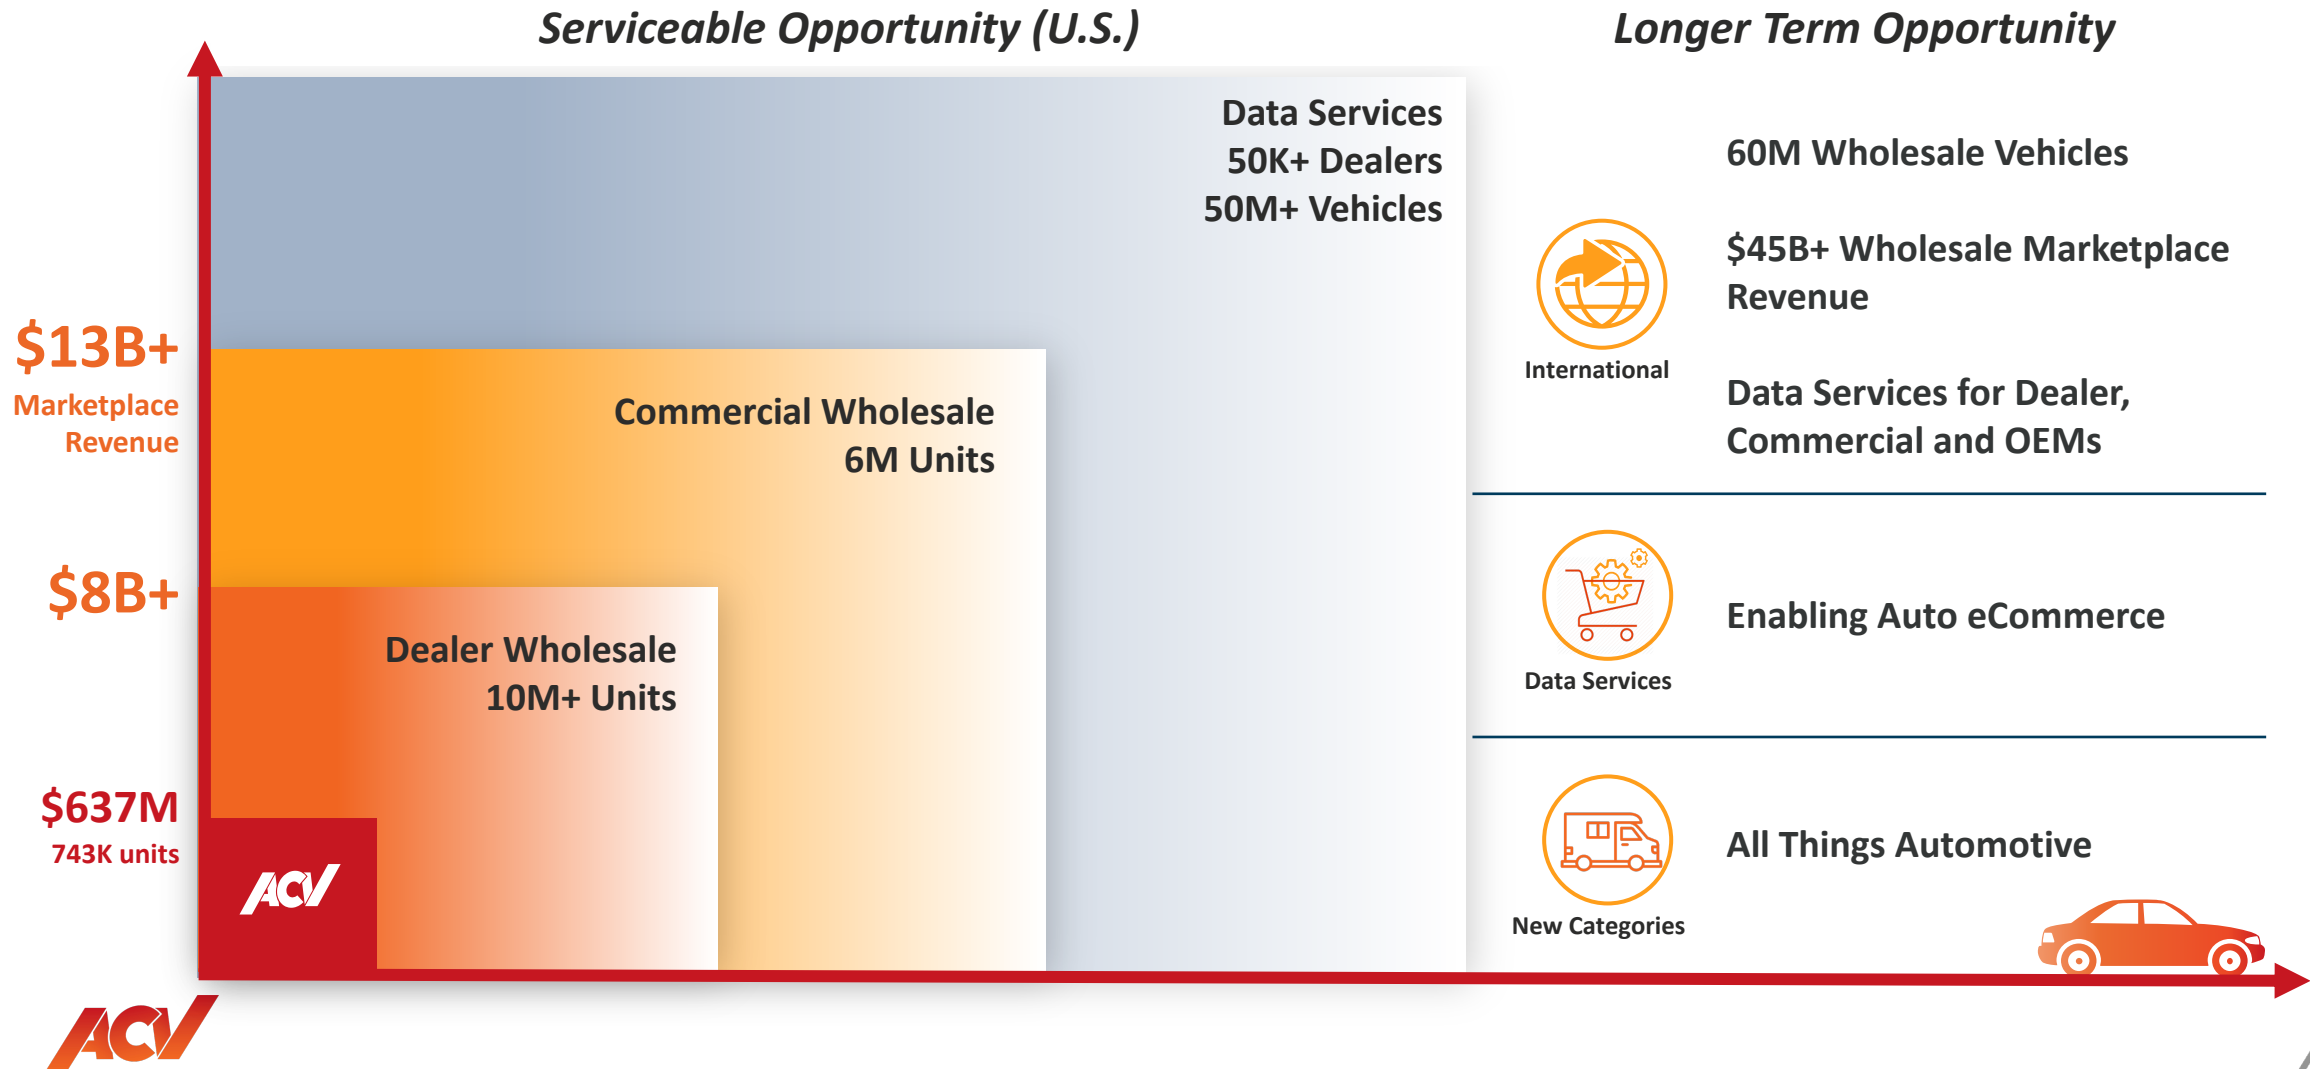 Serviceable Opportunity (U.S.)
Longer Term Opportunity
Data Services
50K+ Dealers
50M+ Vehicles
$13B+
Marketplace
Revenue
Commercial Wholesale
6M Units
$8B+
Dealer Wholesale
10M+ Units
$637M
743K units
ACV
60M Wholesale Vehicles
$45B+ Wholesale Marketplace
Revenue
International
Data Services for Dealer,
Commercial and OEMs
Enabling Auto eCommerce
Data Services
All Things Automotive
New Categories
ACV